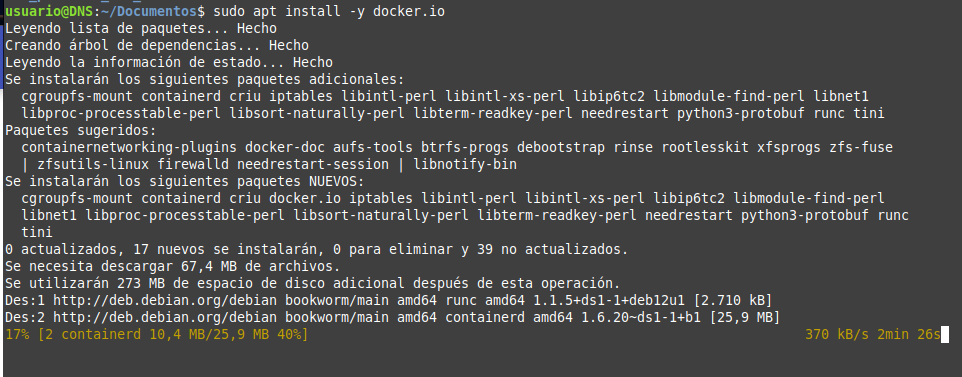 usuario@DNS:~/Documentos$ sudo apt install -y docker.io
Leyendo lista de paquetes... Hecho
Creando árbol de dependencias... Hecho
Leyendo la información de estado... Hecho
Se instalarán los siguientes paquetes adicionales:
  cgroupfs-mount containerd criu iptables libintl-perl libintl-xs-perl libip6tc2 libmodule-find-perl libnet1
  libproc-processtable-perl libsort-naturally-perl libterm-readkey-perl needrestart python3-protobuf runc tini
Paquetes sugeridos:
  containernetworking-plugins docker-doc aufs-tools btrfs-progs debootstrap rinse rootlesskit xfsprogs zfs-fuse
  | zfsutils-linux firewalld needrestart-session | libnotify-bin
Se instalarán los siguientes paquetes NUEVOS:
  cgroupfs-mount containerd criu docker.io iptables libintl-perl libintl-xs-perl libip6tc2 libmodule-find-perl
  libnet1 libproc-processtable-perl libsort-naturally-perl libterm-readkey-perl needrestart python3-protobuf runc
  tini
0 actualizados, 17 nuevos se instalarán, 0 para eliminar y 39 no actualizados.
Se necesita descargar 67,4 MB de archivos.
Se utilizarán 273 MB de espacio de disco adicional después de esta operación.
Des:1 http://deb.debian.org/debian bookworm/main amd64 runc amd64 1.1.5+ds1-1+deb12u1 [2.710 kB]
Des:2 http://deb.debian.org/debian bookworm/main amd64 containerd amd64 1.6.20~ds1-1+b1 [25,9 MB]
17% [2 containerd 10,4 MB/25,9 MB 40%] 370 kB/s 2min 26s